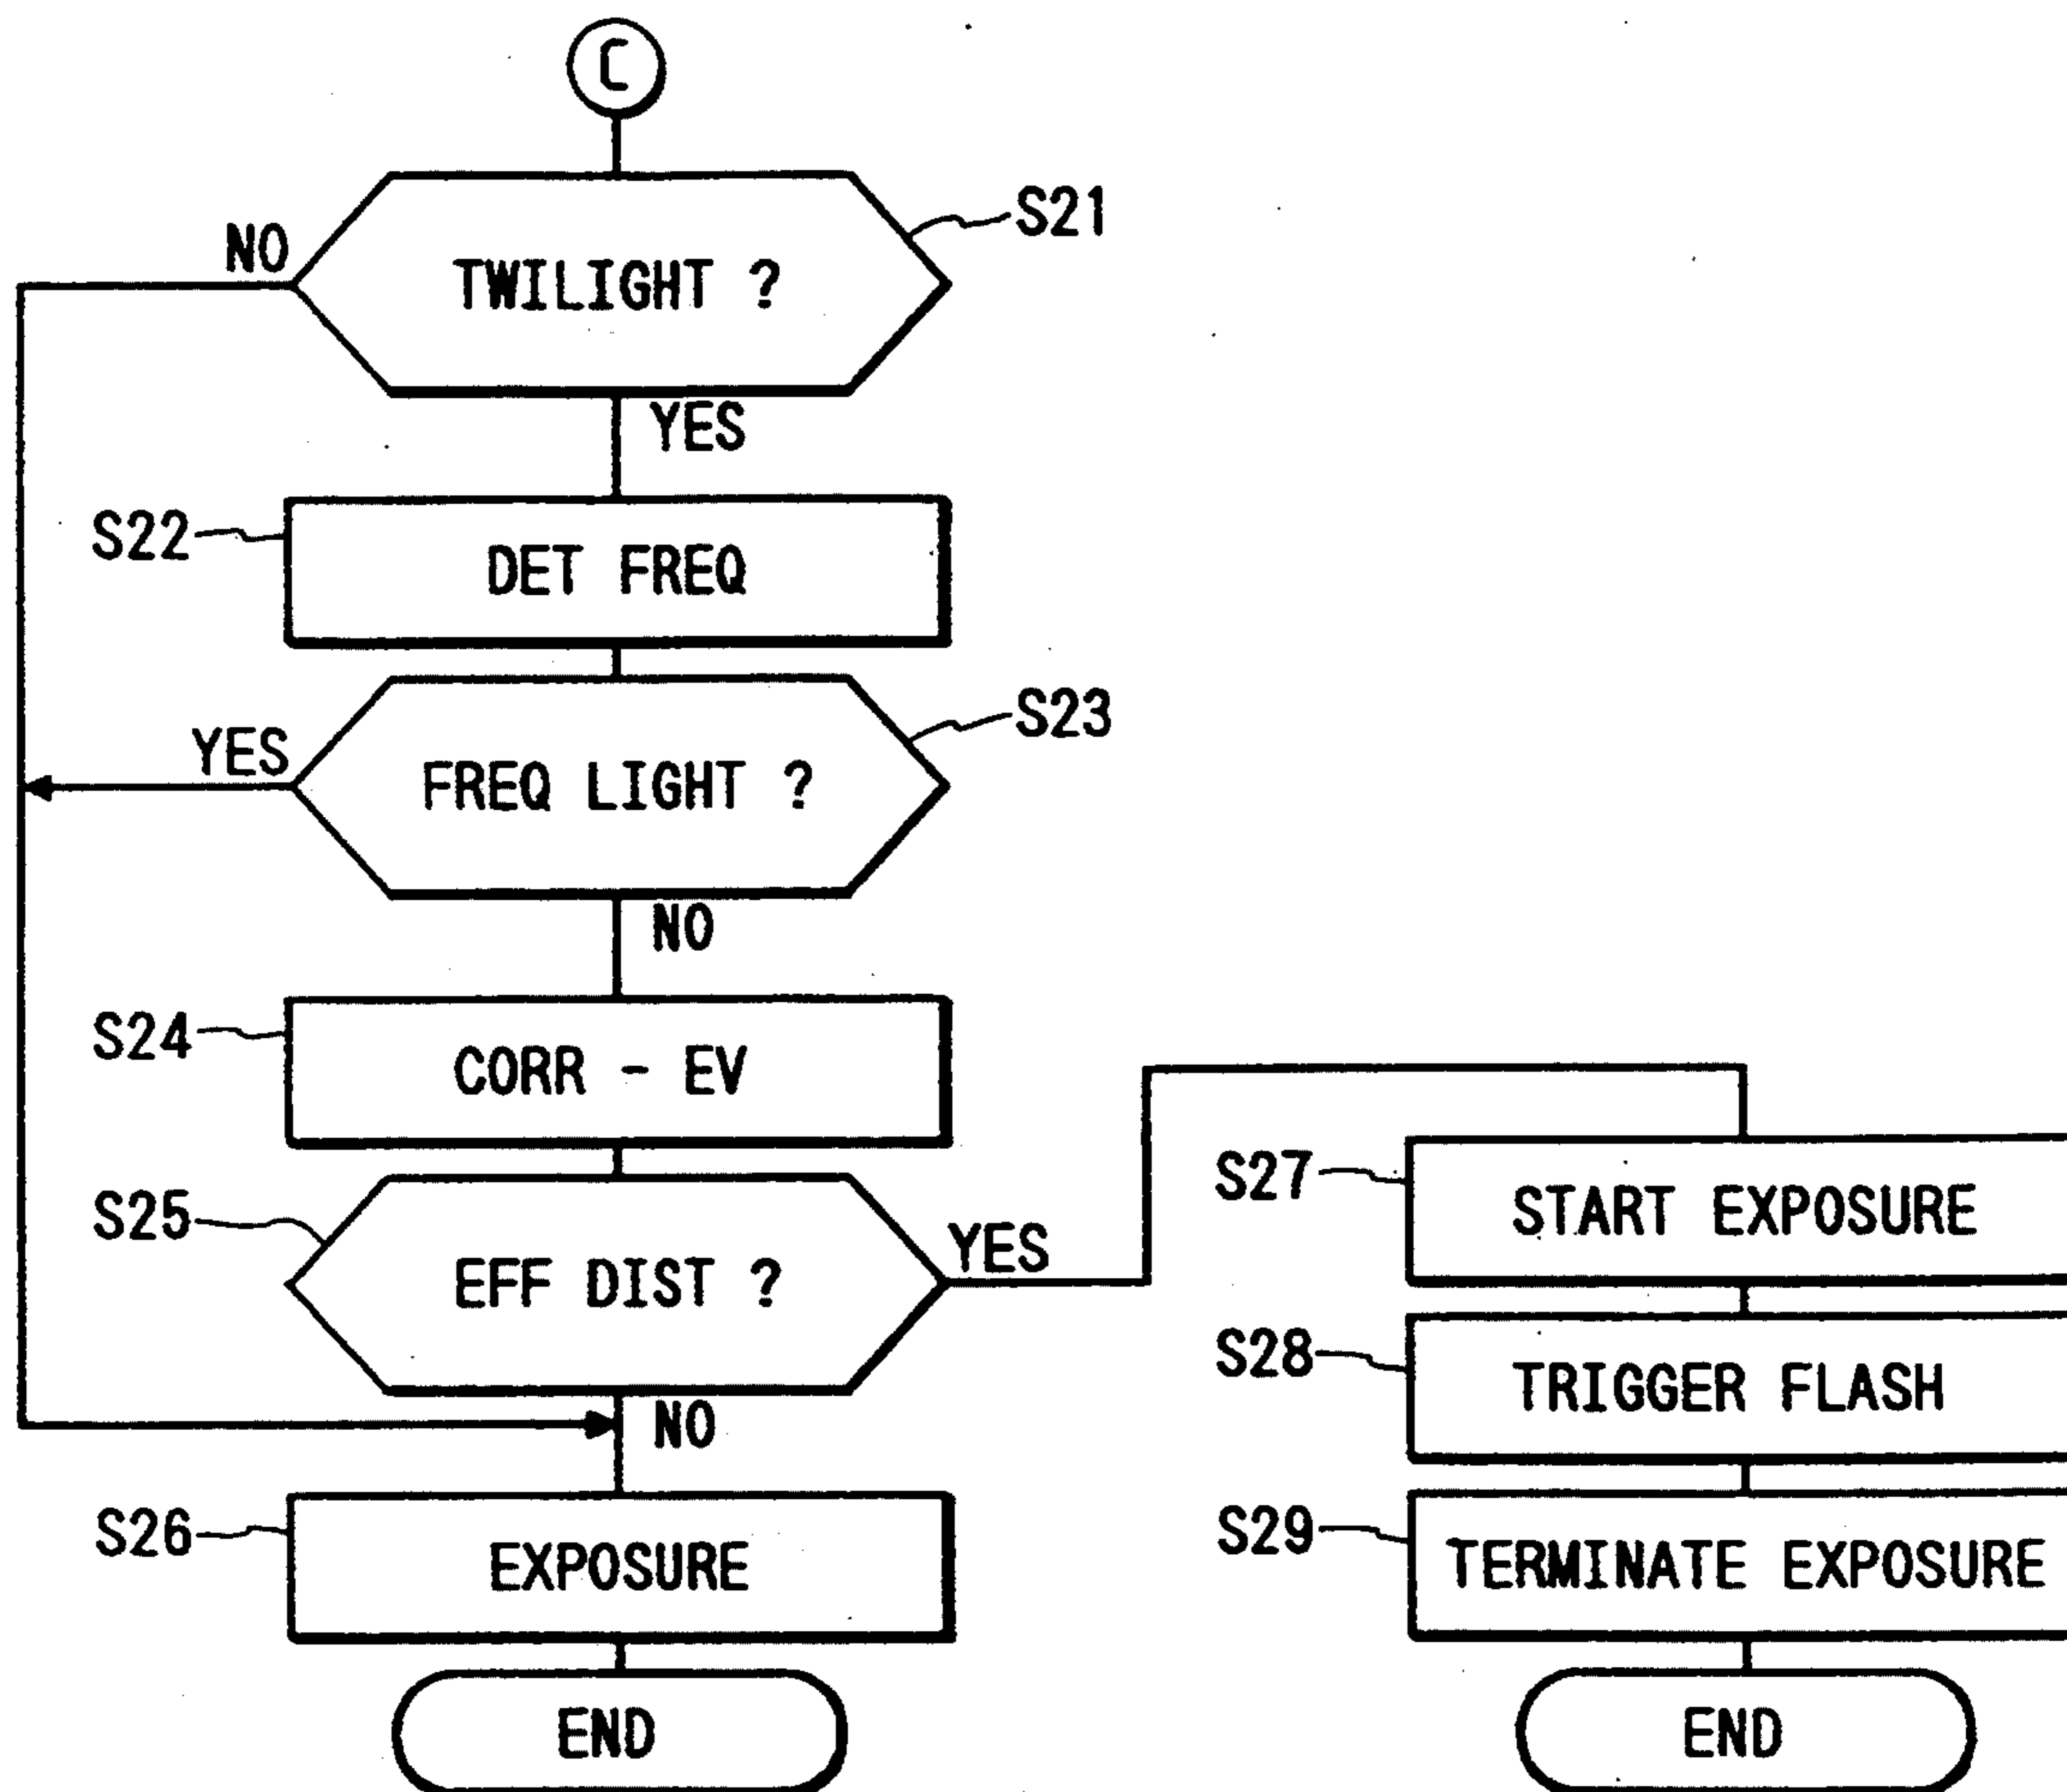 C
S21
NO
TWILIGHT ?
YES
S22
DET FREQ
S23
YES
FREQ LIGHT ?
NO
S24
CORR - EV
S25
EFF DIST ?
YES
NO
S26
EXPOSURE
END
S27
START EXPOSURE
S28
TRIGGER FLASH
S29
TERMINATE EXPOSURE
END